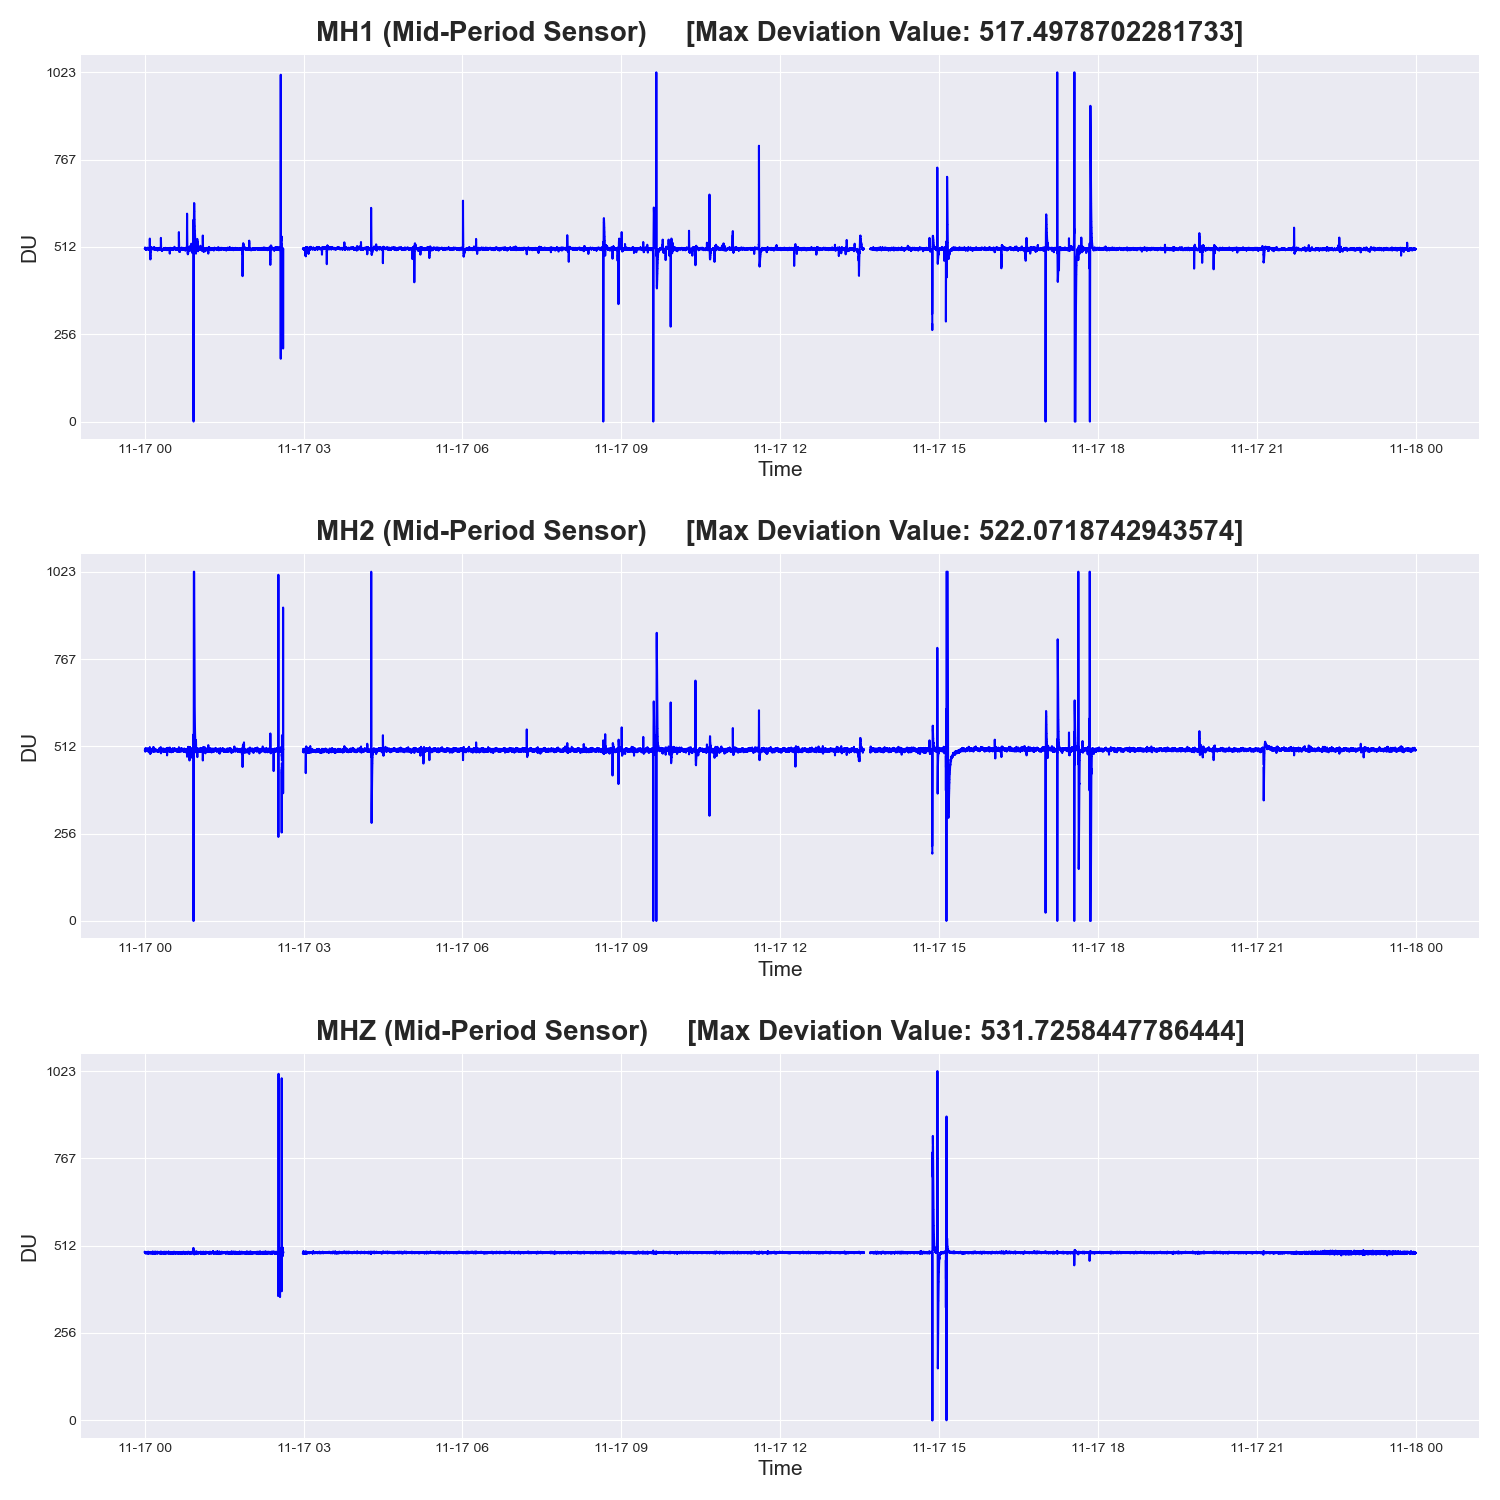 MH1 (Mid-Period Sensor)     [Max Deviation Value: 517.4978702281733]
1023
767
512
256
0
DU
11-17 00 11-17 03 11-17 06 11-17 09 11-17 12 11-17 15 11-17 18 11-17 21 11-18 00
Time
MH2 (Mid-Period Sensor)     [Max Deviation Value: 522.0718742943574]
1023
767
512
256
0
DU
11-17 00 11-17 03 11-17 06 11-17 09 11-17 12 11-17 15 11-17 18 11-17 21 11-18 00
Time
MHZ (Mid-Period Sensor)     [Max Deviation Value: 531.7258447786444]
1023
767
512
256
0
DU
11-17 00 11-17 03 11-17 06 11-17 09 11-17 12 11-17 15 11-17 18 11-17 21 11-18 00
Time